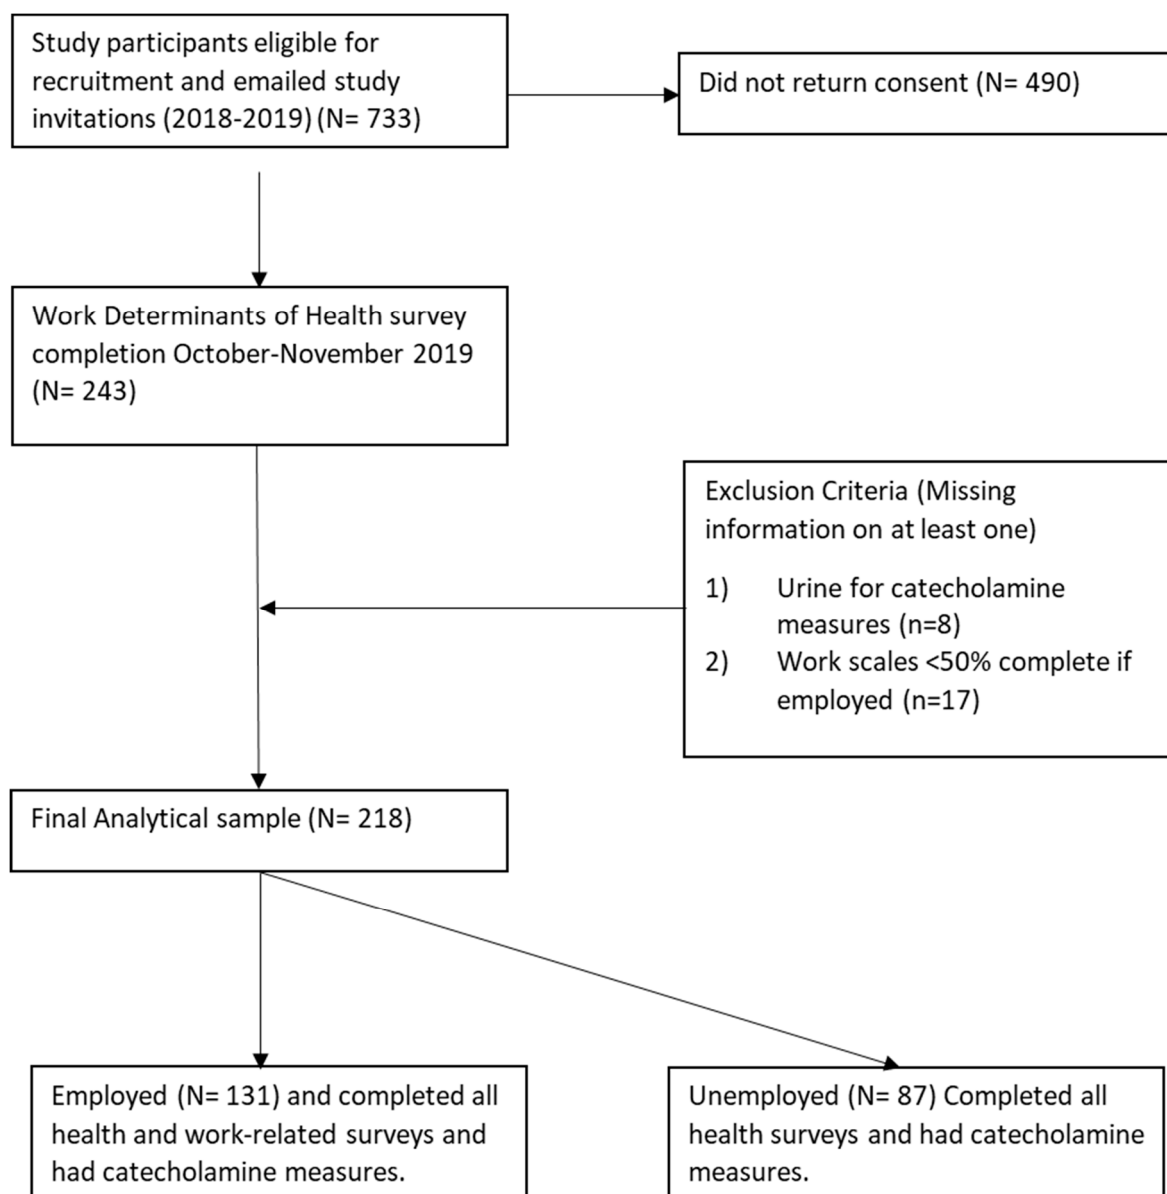 Study participants eligible for
recruitment and emailed study
invitations (2018-2019) (N= 733)
Did not return consent (N= 490)
Work Determinants of Health survey
completion October-November 2019
(N= 243)
Exclusion Criteria (Missing
information on at least one)
1) Urine for catecholamine
measures (n=8)
2) Work scales <50% complete if
employed (n=17)
Final Analytical sample (N= 218)
Employed (N= 131) and completed all
health and work-related surveys and
had catecholamine measures.
Unemployed (N= 87) Completed all
health surveys and had catecholamine
measures.